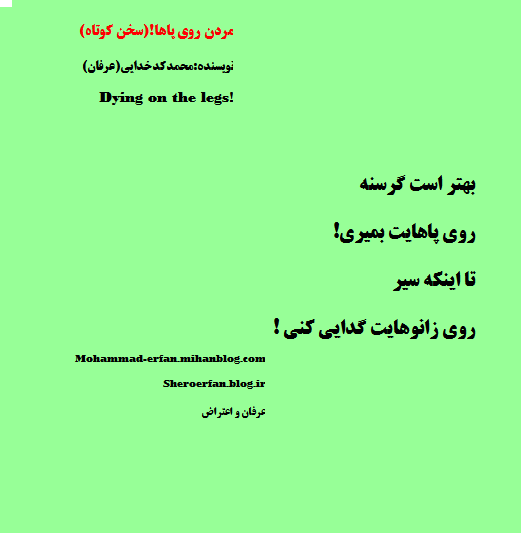 مردن روی پاها!(سخن کوتاه)
نویسنده:محمدکدخدایی(عرفان)
Dying on the legs!
بهتر است گرسنه
روی پاهایت بمیری!
تا اینکه سیر
روی زانوهایت گدایی کنی !
Mohammad-erfan.mihanblog.com
Sheroerfan.blog.ir
عرفان و اعتراض